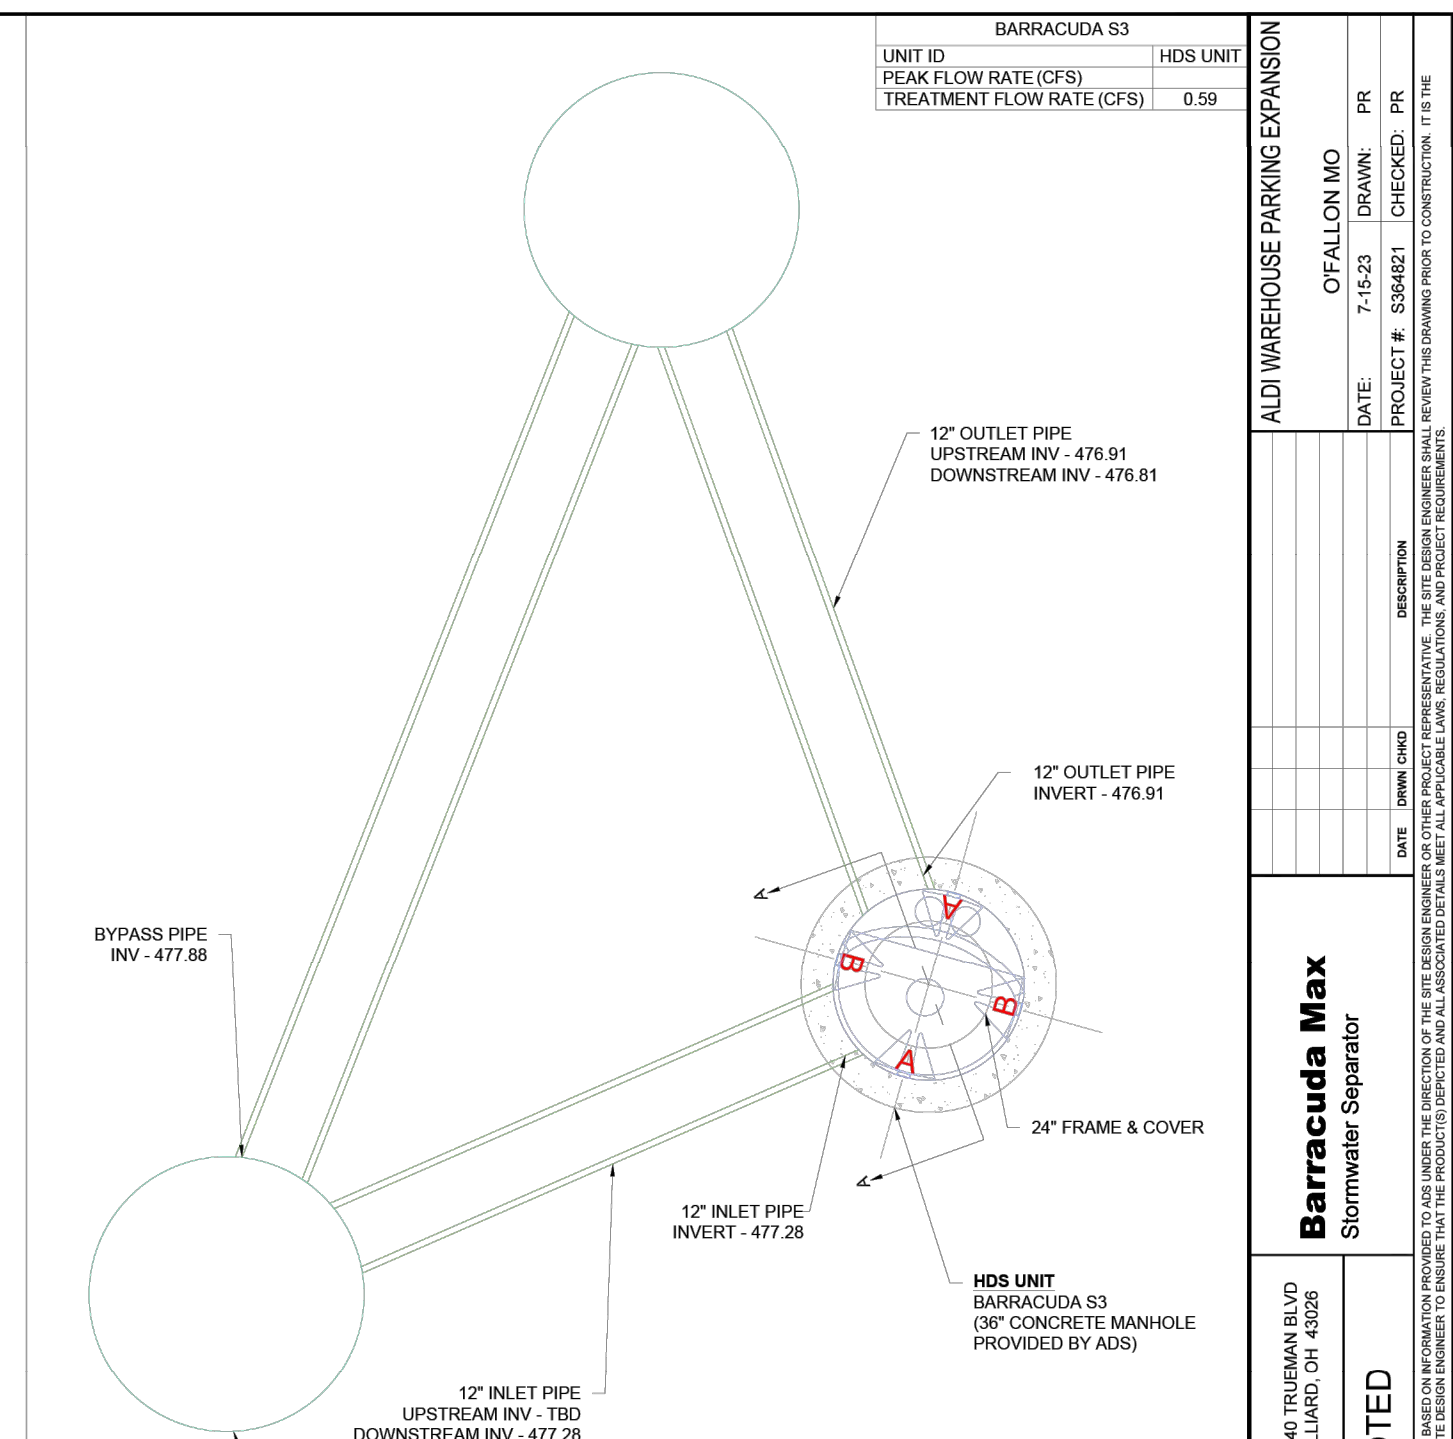 BARRACUDA S3
UNIT ID HDS UNIT
PEAK FLOW RATE (CFS)
TREATMENT FLOW RATE (CFS) 0.59
12" OUTLET PIPE
UPSTREAM INV - 476.91
DOWNSTREAM INV - 476.81
12" OUTLET PIPE
INVERT - 476.91
A
A
B
B
A
A
BYPASS PIPE
INV - 477.88
24" FRAME & COVER
12" INLET PIPE
INVERT - 477.28
HDS UNIT
BARRACUDA S3
(36" CONCRETE MANHOLE
PROVIDED BY ADS)
12" INLET PIPE
UPSTREAM INV - TBD
DOWNSTREAM INV - 477.28
ALDI WAREHOUSE PARKING EXPANSION
O'FALLON MO
DATE: 7-15-23 DRAWN: PR
PROJECT #: S364821 CHECKED: PR
DATE DRWN CHKD DESCRIPTION
Barracuda Max
Stormwater Separator
40 TRUEMAN BLVD
LLIARD, OH 43026
OTED
BASED ON INFORMATION PROVIDED TO ADS UNDER THE DIRECTION OF THE SITE DESIGN ENGINEER OR OTHER PROJECT REPRESENTATIVE. THE SITE DESIGN ENGINEER SHALL REVIEW THIS DRAWING PRIOR TO CONSTRUCTION. IT IS THE
TE DESIGN ENGINEER TO ENSURE THAT THE PRODUCT(S) DEPICTED AND ALL ASSOCIATED DETAILS MEET ALL APPLICABLE LAWS, REGULATIONS, AND PROJECT REQUIREMENTS.